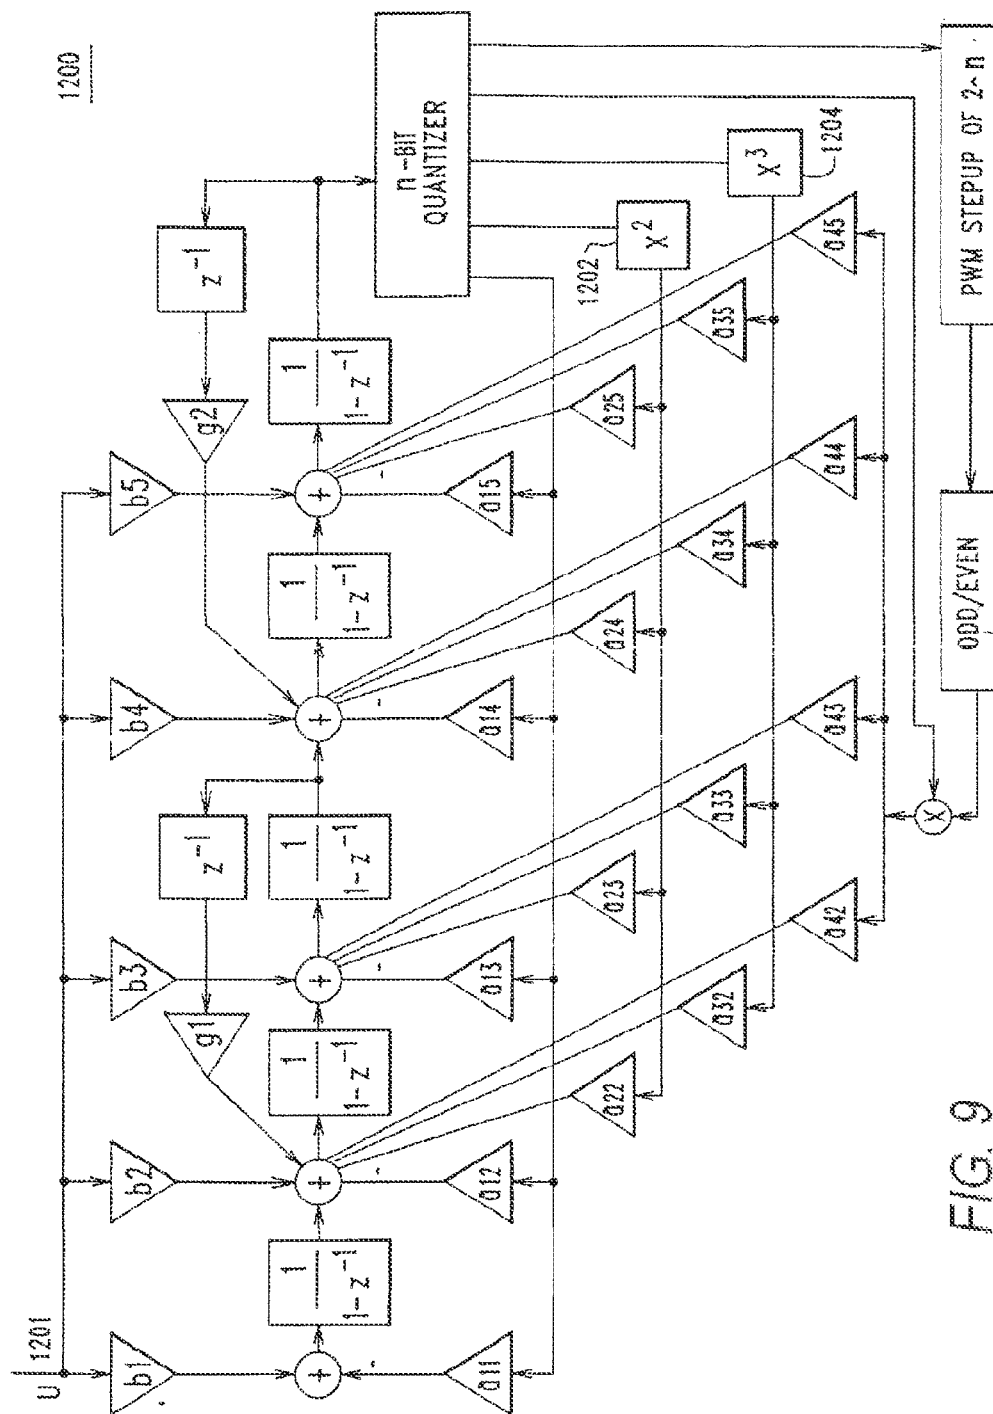 1200
U
1201
b1
b2
b3
b4
b5
g1
z⁻¹
g2
z⁻¹
+
1
1-z⁻¹
+
1
1-z⁻¹
+
1
1-z⁻¹
+
1
1-z⁻¹
+
1
1-z⁻¹
n-BIT
QUANTIZER
-
-
-
-
-
a11
a12
a13
a14
a15
a22
a23
a24
a25
1202
x²
a32
a33
a34
a35
x³
1204
a42
a43
a44
a45
X
ODD/EVEN
PWM STEPUP OF 2^n
FIG. 9